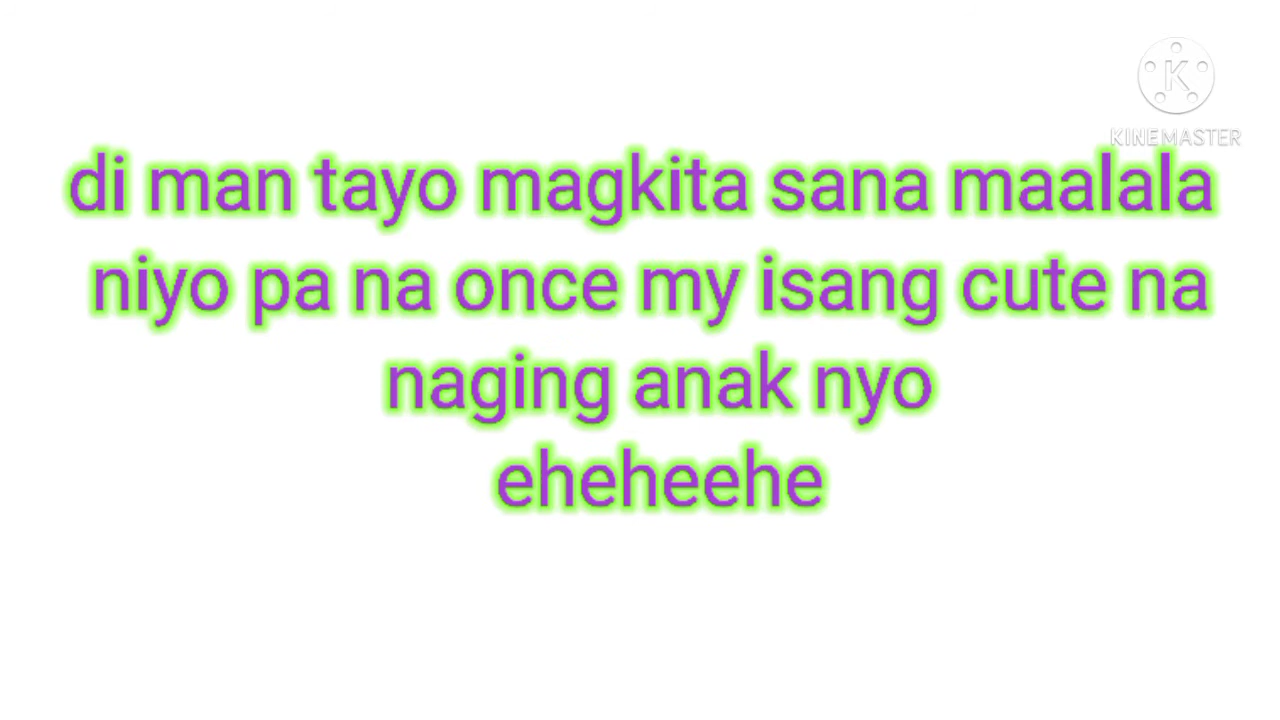 KINEMASTER
di man tayo magkita sana maalala
niyo pa na once my isang cute na
naging anak nyo
eheheehe